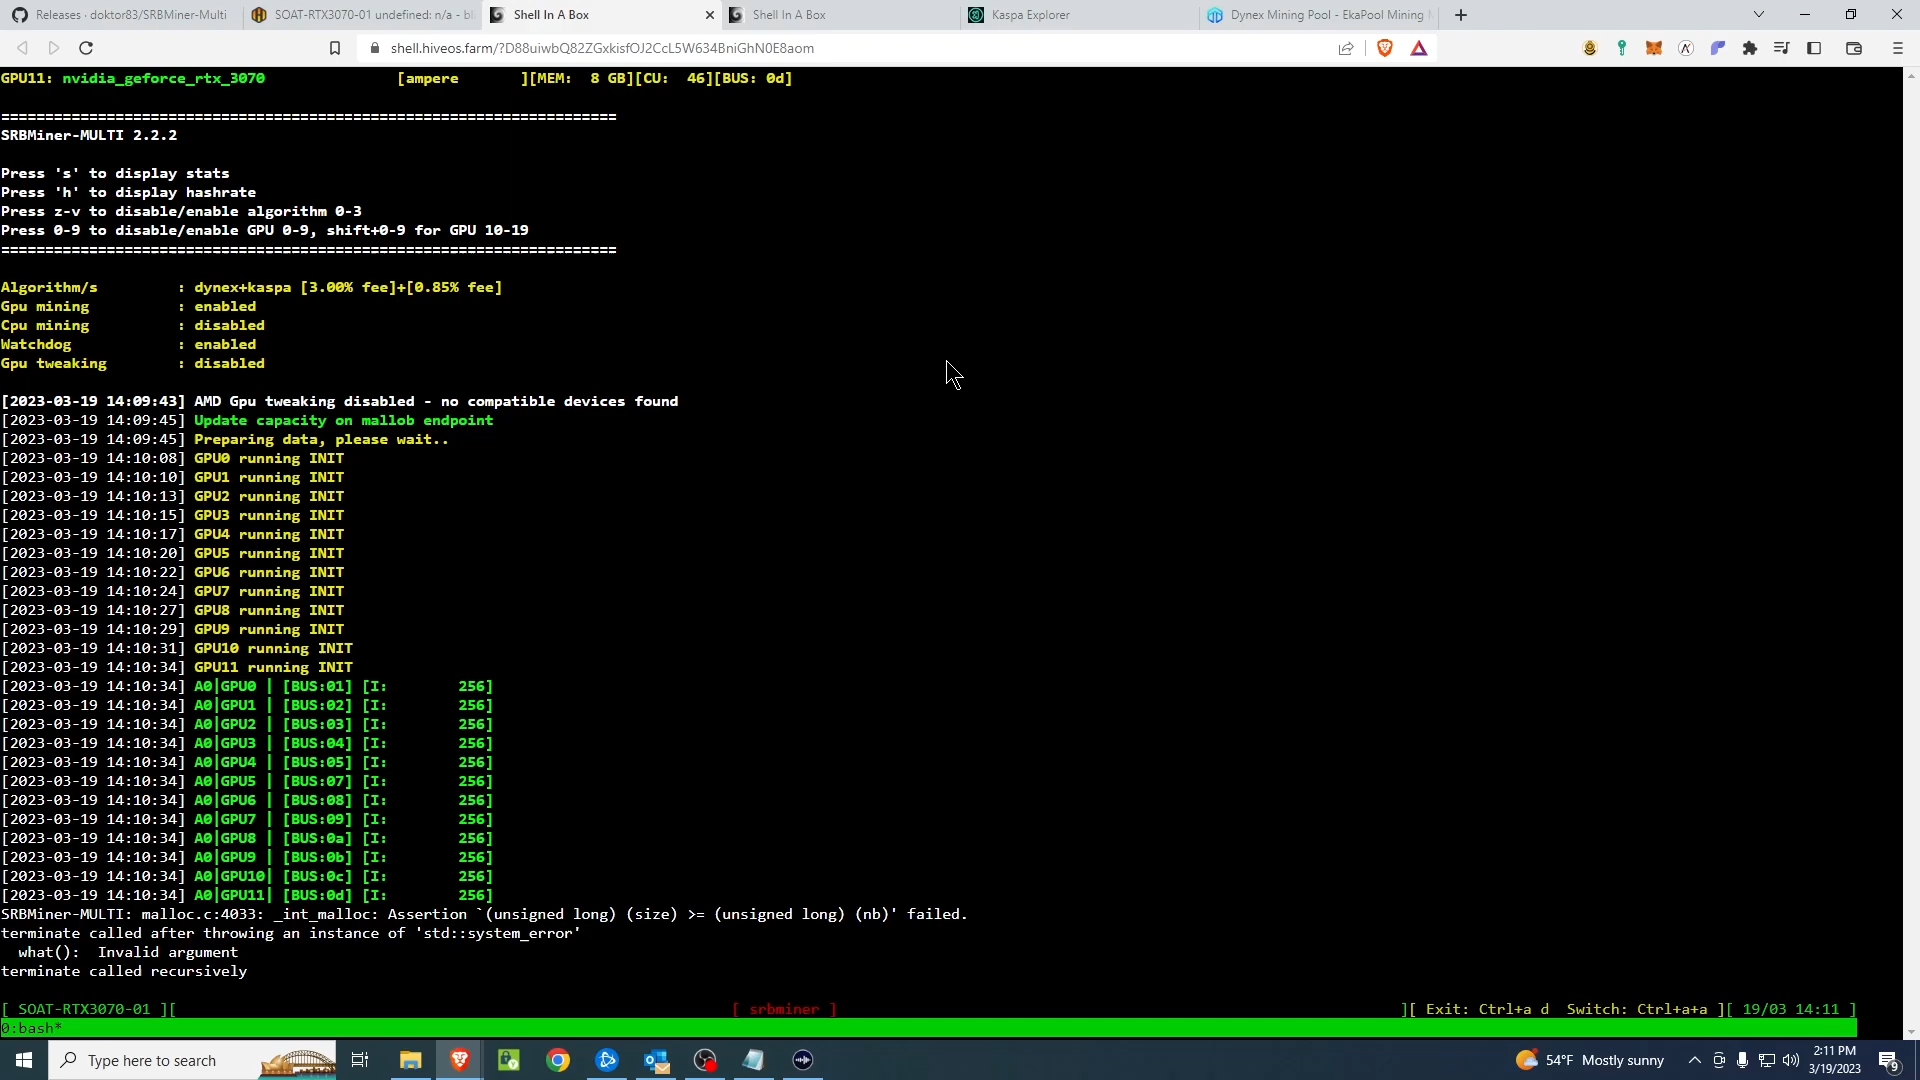 Releases · doktor83/SRBMiner-Multi
SOAT-RTX3070-01 undefined: n/a - bl
Shell In A Box
Shell In A Box
Kaspa Explorer
Dynex Mining Pool - EkaPool Mining
shell.hiveos.farm/?D88uiwbQ82ZGxkisfOJ2CcL5W634BniGhN0E8aom
GPU11: nvidia_geforce_rtx_3070 [ampere ][MEM: 8 GB][CU: 46][BUS: 0d]
======================================================================
SRBMiner-MULTI 2.2.2
Press 's' to display stats
Press 'h' to display hashrate
Press z-v to disable/enable algorithm 0-3
Press 0-9 to disable/enable GPU 0-9, shift+0-9 for GPU 10-19
======================================================================
Algorithm/s : dynex+kaspa [3.00% fee]+[0.85% fee]
Gpu mining : enabled
Cpu mining : disabled
Watchdog : enabled
Gpu tweaking : disabled
[2023-03-19 14:09:43] AMD Gpu tweaking disabled - no compatible devices found
[2023-03-19 14:09:45] Update capacity on mallob endpoint
[2023-03-19 14:09:45] Preparing data, please wait..
[2023-03-19 14:10:08] GPU0 running INIT
[2023-03-19 14:10:10] GPU1 running INIT
[2023-03-19 14:10:13] GPU2 running INIT
[2023-03-19 14:10:15] GPU3 running INIT
[2023-03-19 14:10:17] GPU4 running INIT
[2023-03-19 14:10:20] GPU5 running INIT
[2023-03-19 14:10:22] GPU6 running INIT
[2023-03-19 14:10:24] GPU7 running INIT
[2023-03-19 14:10:27] GPU8 running INIT
[2023-03-19 14:10:29] GPU9 running INIT
[2023-03-19 14:10:31] GPU10 running INIT
[2023-03-19 14:10:34] GPU11 running INIT
[2023-03-19 14:10:34] A0|GPU0 | [BUS:01] [I: 256]
[2023-03-19 14:10:34] A0|GPU1 | [BUS:02] [I: 256]
[2023-03-19 14:10:34] A0|GPU2 | [BUS:03] [I: 256]
[2023-03-19 14:10:34] A0|GPU3 | [BUS:04] [I: 256]
[2023-03-19 14:10:34] A0|GPU4 | [BUS:05] [I: 256]
[2023-03-19 14:10:34] A0|GPU5 | [BUS:07] [I: 256]
[2023-03-19 14:10:34] A0|GPU6 | [BUS:08] [I: 256]
[2023-03-19 14:10:34] A0|GPU7 | [BUS:09] [I: 256]
[2023-03-19 14:10:34] A0|GPU8 | [BUS:0a] [I: 256]
[2023-03-19 14:10:34] A0|GPU9 | [BUS:0b] [I: 256]
[2023-03-19 14:10:34] A0|GPU10| [BUS:0c] [I: 256]
[2023-03-19 14:10:34] A0|GPU11| [BUS:0d] [I: 256]
SRBMiner-MULTI: malloc.c:4033: _int_malloc: Assertion `(unsigned long) (size) >= (unsigned long) (nb)' failed.
terminate called after throwing an instance of 'std::system_error'
what(): Invalid argument
terminate called recursively
[ SOAT-RTX3070-01 ][ [ srbminer ] ][ Exit: Ctrl+a d Switch: Ctrl+a+a ][ 19/03 14:11 ]
0:bash*
Type here to search
54°F Mostly sunny
2:11 PM
3/19/2023
9